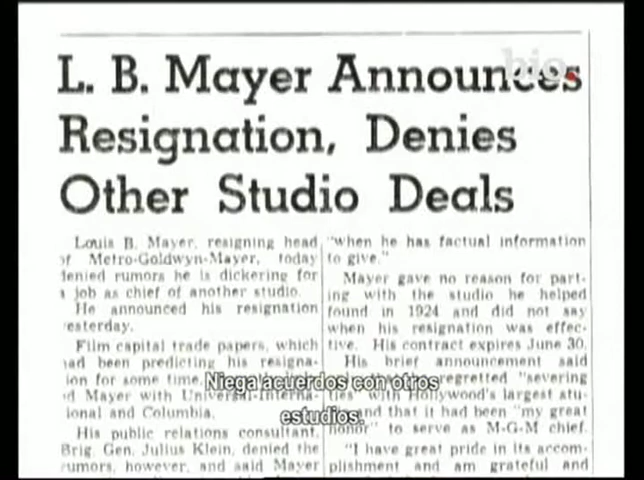 bio.
L. B. Mayer Announces
Resignation, Denies
Other Studio Deals
Louis B. Mayer, resigning head
of Metro-Goldwyn-Mayer, today
denied rumors he is dickering for
a job as chief of another studio.
He announced his resignation
yesterday.
Film capital trade papers, which
had been predicting his resigna-
ion for some time,
d Mayer with Universal-Interna-
ional and Columbia.
His public relations consultant,
Brig. Gen. Julius Klein, denied the
rumors, however, and said Mayer
"when he has factual information
to give."
Mayer gave no reason for part-
ing with the studio he helped
found in 1924 and did not say
when his resignation was effec-
tive. His contract expires June 30.
His brief announcement said
regretted "severing
ties" with Hollywood's largest stu-
and that it had been "my great
honor" to serve as M-G-M chief.
"I have great pride in its accom-
plishment and am grateful and
Niega acuerdos con otros
estudios.